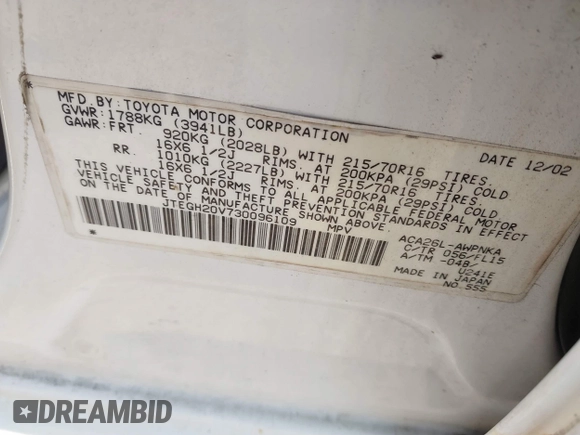 MFD.BY:TOYOTA MOTOR CORPORATION DATE 12/02
GVWR:1788KG (3941LB)
GAWR:FRT. 920KG (2028LB) WITH 215/70R16 TIRES,
16X6 1/2J RIMS, AT 200KPA (29PSI) COLD
RR. 1010KG (2227LB) WITH 215/70R16 TIRES,
16X6 1/2J RIMS, AT 200KPA (29PSI) COLD
THIS VEHICLE CONFORMS TO ALL APPLICABLE FEDERAL MOTOR
VEHICLE SAFETY AND THEFT PREVENTION STANDARDS IN EFFECT
ON THE DATE OF MANUFACTURE SHOWN ABOVE.
JTEGH20V730096109 MPV
ACA26L-AWPNKA
C/TR 056/FL15
A/TM -04B/ U241E
MADE IN JAPAN
NO.555
DREAMBID